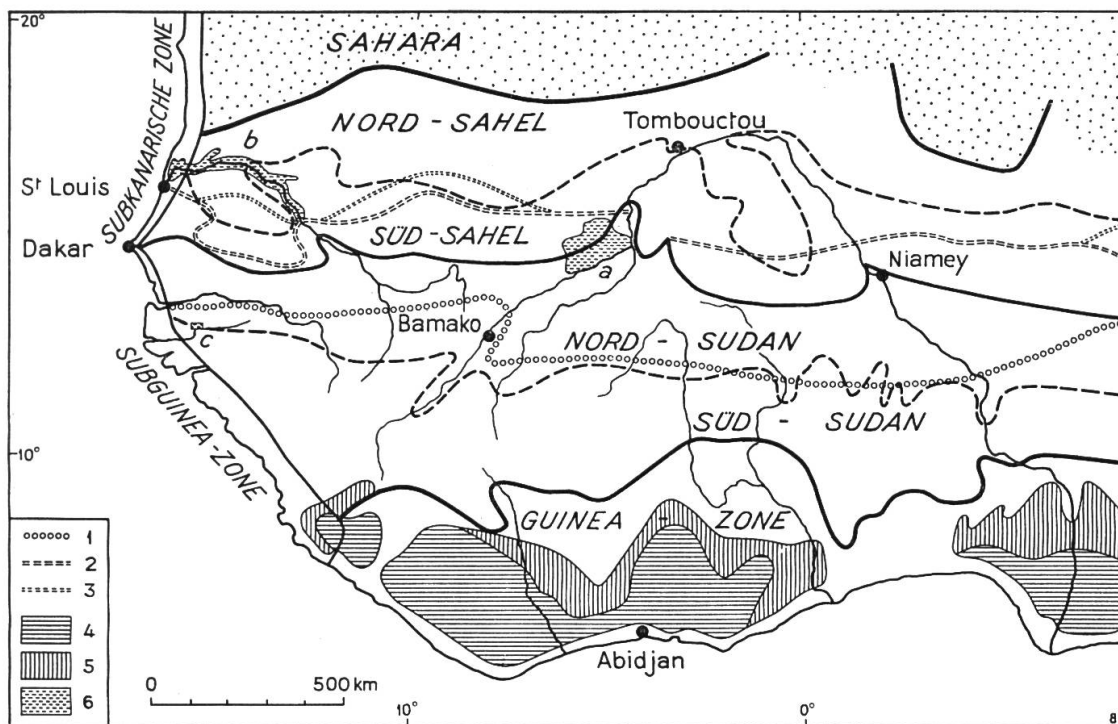 20°
SAHARA
SUBKANARISCHE ZONE
NORD - SAHEL
Tombouctou
b
St Louis
SÜD - SAHEL
Dakar
a
Niamey
Bamako
c
NORD - SUDAN
SUBGUINEA-ZONE
SÜD - SUDAN
10°
GUINEA - ZONE
1
2
3
4
5
6
Abidjan
0 500 km
10°
0°
8